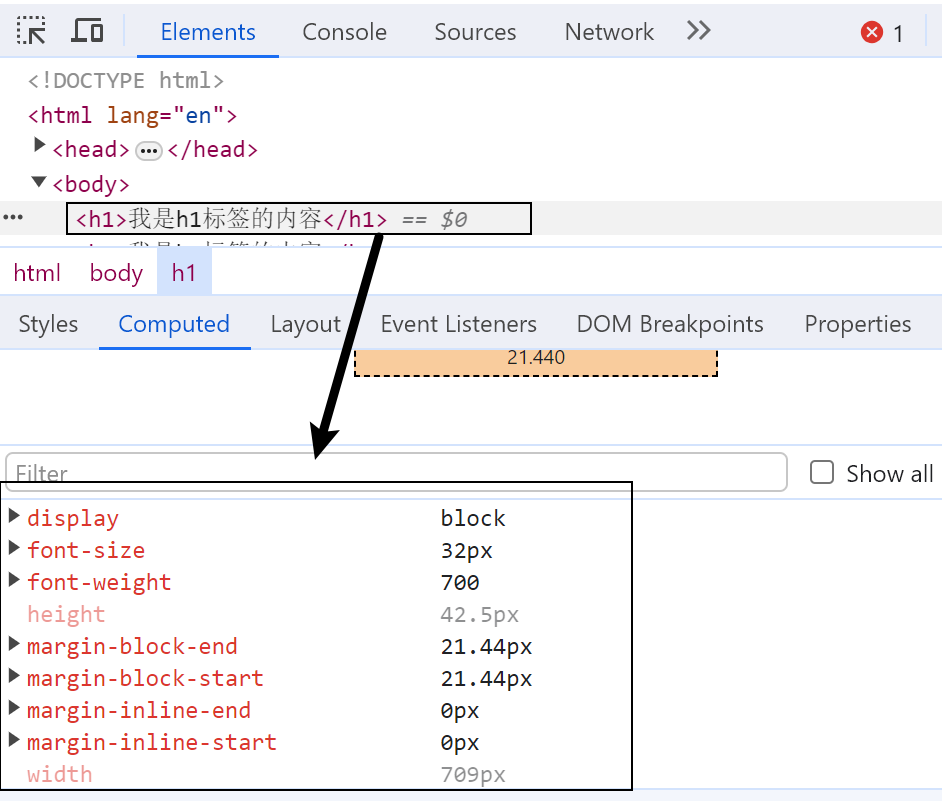 Elements Console Sources Network 1
<!DOCTYPE html>
<html lang="en">
<head> ••• </head>
<body>
••• <h1>我是h1标签的内容</h1> == $0
html body h1
Styles Computed Layout Event Listeners DOM Breakpoints Properties
21.440
Filter Show all
display block
font-size 32px
font-weight 700
height 42.5px
margin-block-end 21.44px
margin-block-start 21.44px
margin-inline-end 0px
margin-inline-start 0px
width 709px